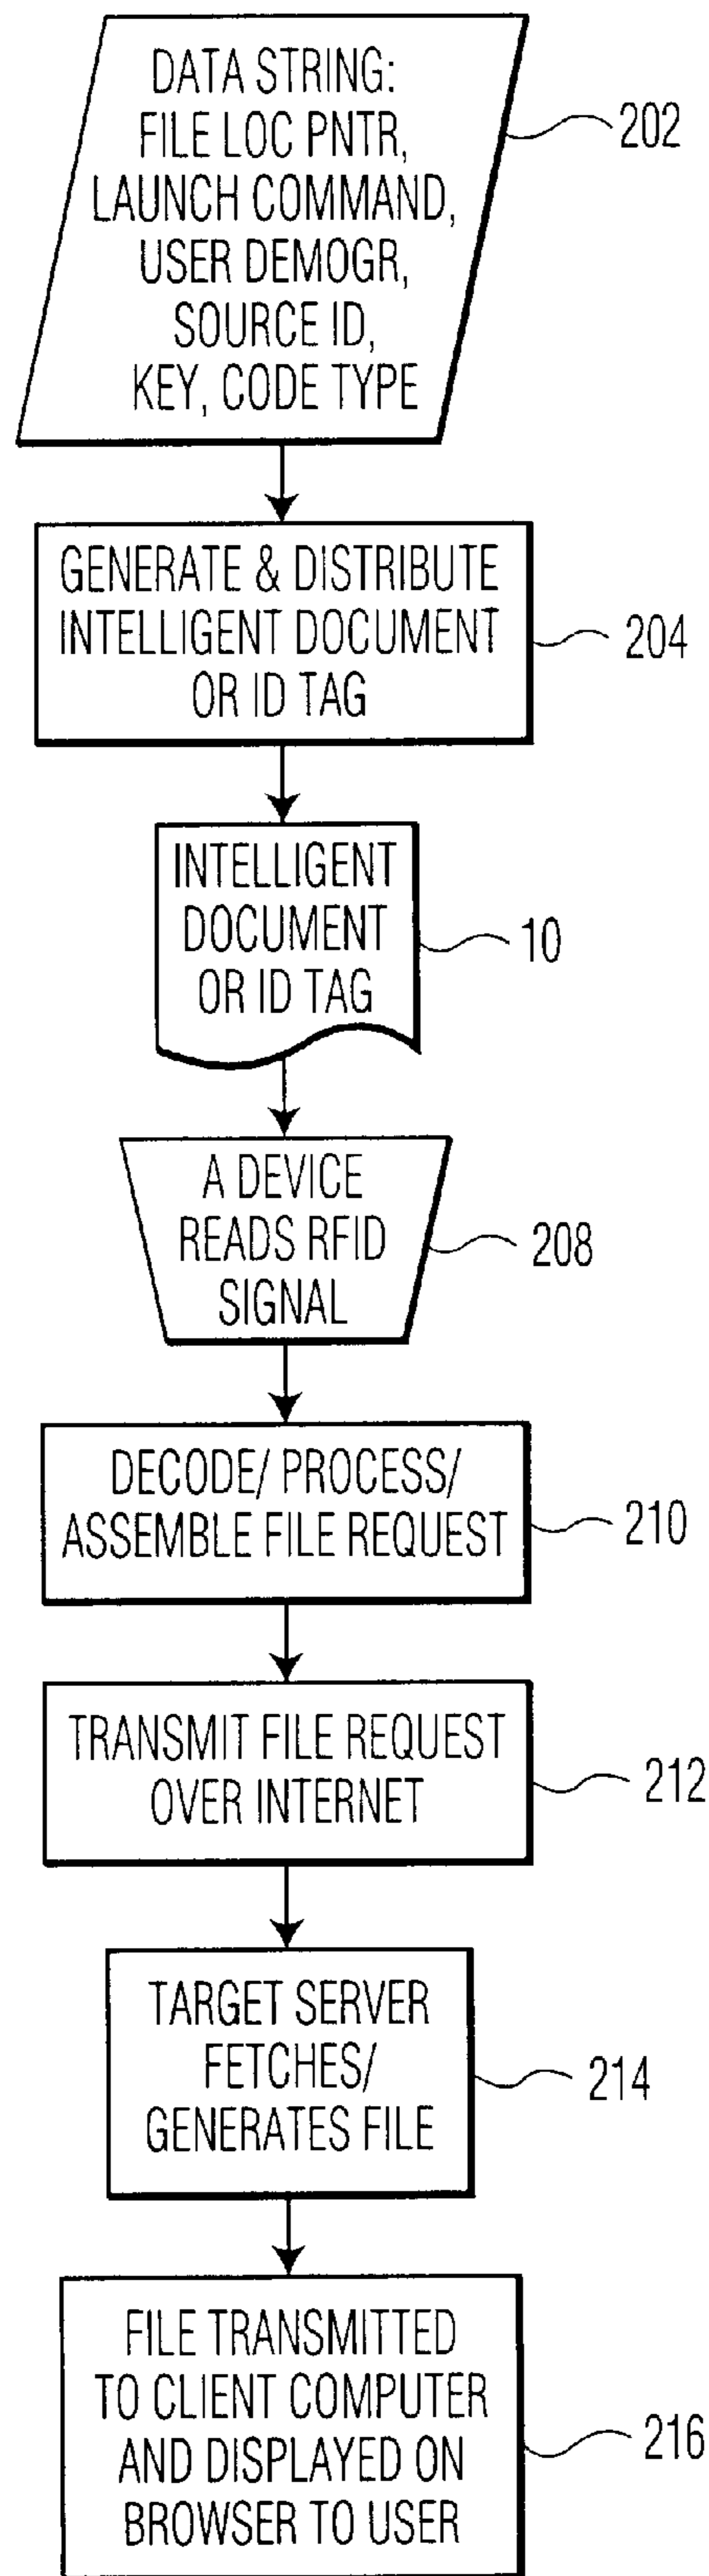 DATA STRING:
FILE LOC PNTR,
LAUNCH COMMAND,
USER DEMOGR,
SOURCE ID,
KEY, CODE TYPE
202
GENERATE & DISTRIBUTE
INTELLIGENT DOCUMENT
OR ID TAG
204
INTELLIGENT
DOCUMENT
OR ID TAG
10
A DEVICE
READS RFID
SIGNAL
208
DECODE/ PROCESS/
ASSEMBLE FILE REQUEST
210
TRANSMIT FILE REQUEST
OVER INTERNET
212
TARGET SERVER
FETCHES/
GENERATES FILE
214
FILE TRANSMITTED
TO CLIENT COMPUTER
AND DISPLAYED ON
BROWSER TO USER
216